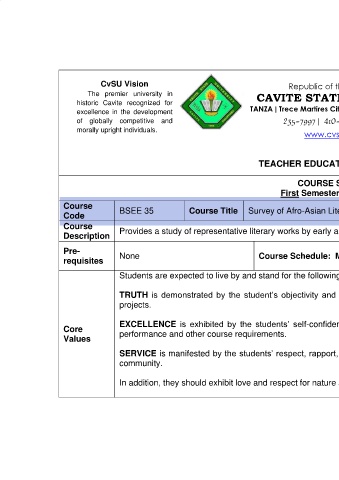 CvSU Vision
The premier university in
historic Cavite recognized for
excellence in the development
of globally competitive and
morally upright individuals.
Republic of
CAVITE STAT
TANZA | Trece Martires Cit
235-7997 | 410-
www.cvs
TEACHER EDUCAT
COURSE S
First Semester
Course
Code
BSEE 35
Course Title
Survey of Afro-Asian Lite
Course
Description
Provides a study of representative literary works by early a
Pre-
requisites
None
Course Schedule: M
Core
Values
Students are expected to live by and stand for the following
TRUTH is demonstrated by the student's objectivity and
projects.
EXCELLENCE is exhibited by the students' self-confiden
performance and other course requirements.
SERVICE is manifested by the students' respect, rapport,
community.
In addition, they should exhibit love and respect for nature